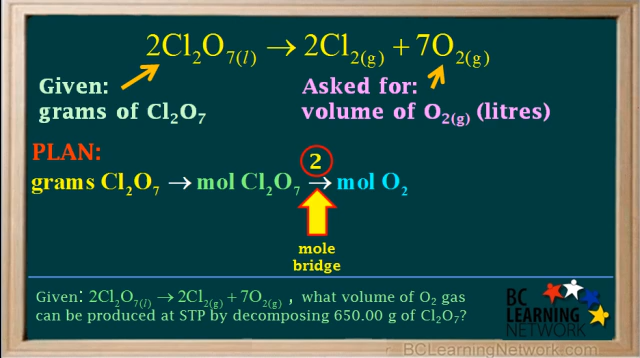 2Cl₂O₇₍ₗ₎ → 2Cl₂₍g₎ + 7O₂₍g₎
Given:
grams of Cl₂O₇
Asked for:
volume of O₂₍g₎ (litres)
PLAN:
2
grams Cl₂O₇ → mol Cl₂O₇ → mol O₂
mole
bridge
Given: 2Cl₂O₇₍ₗ₎ → 2Cl₂₍g₎ + 7O₂₍g₎ , what volume of O₂ gas
can be produced at STP by decomposing 650.00 g of Cl₂O₇?
BC
LEARNING
NETWORK
BCLearningNetwork.com